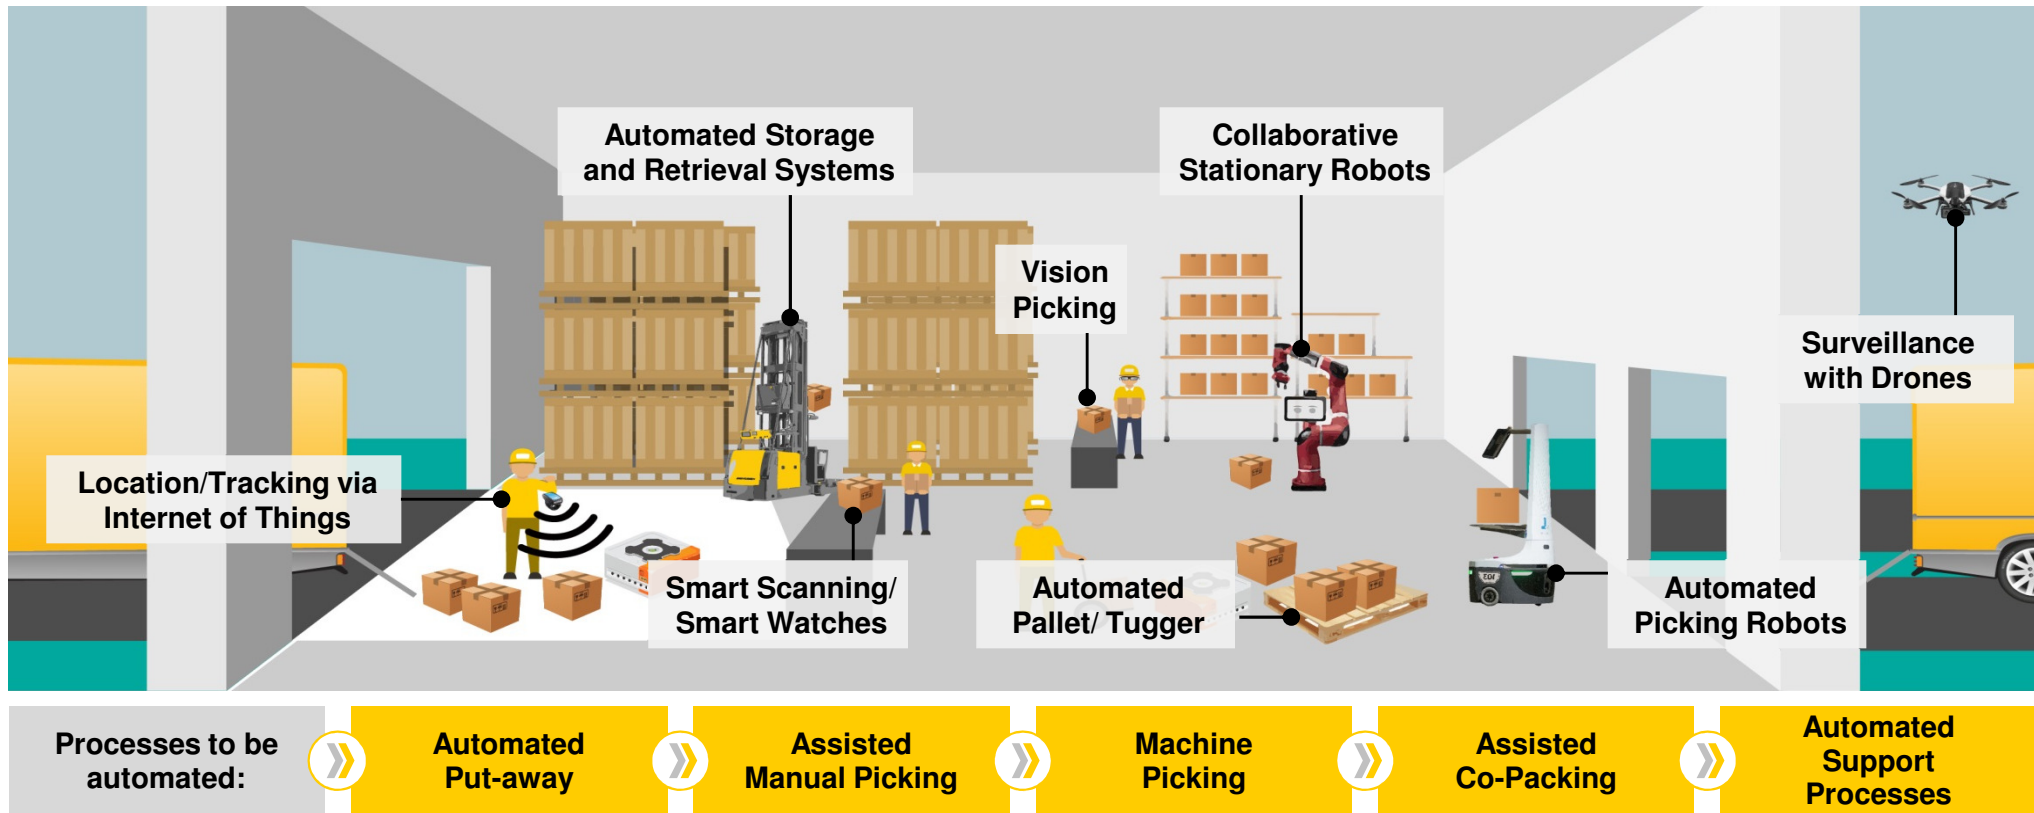 Automated Storage
and Retrieval Systems
Collaborative
Stationary Robots
Vision
Picking
Surveillance
with Drones
Location/Tracking via
Internet of Things
Smart Scanning/
Smart Watches
Automated
Pallet/ Tugger
Automated
Picking Robots
Processes to be
automated:
Automated
Put-away
Assisted
Manual Picking
Machine
Picking
Assisted
Co-Packing
Automated
Support
Processes